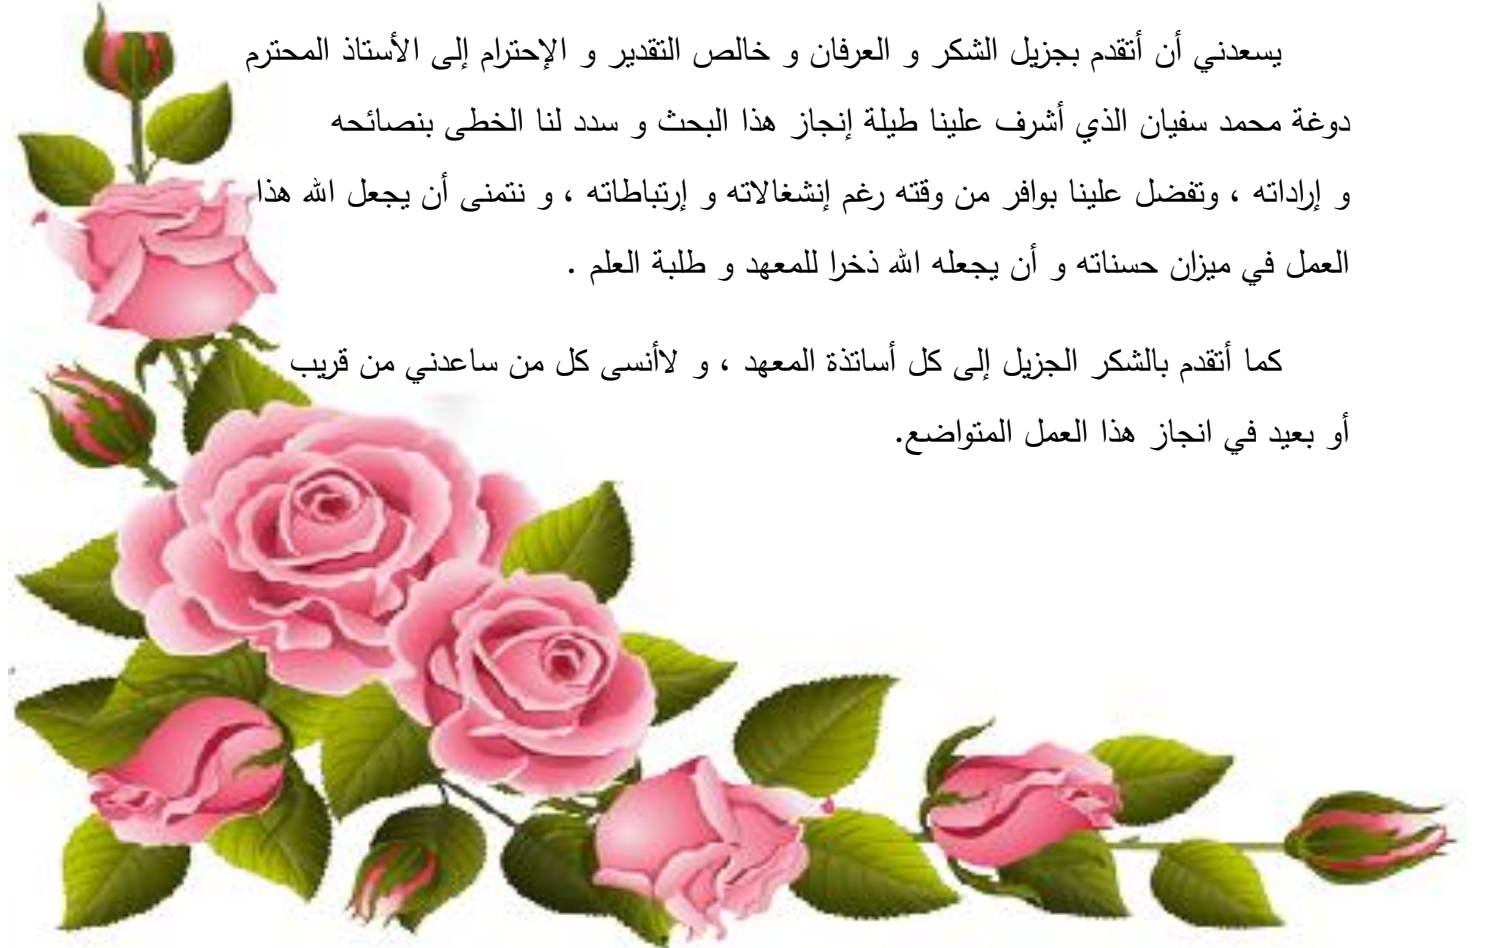 يسعدني أن أتقدم بجزيل الشكر و العرفان و خالص التقدير و الإحترام إلى الأستاذ المحترم
دوغة محمد سفيان الذي أشرف علينا طيلة إنجاز هذا البحث و سدد لنا الخطى بنصائحه
و إراداته ، وتفضل علينا بوافر من وقته رغم إنشغالاته و إرتباطاته ، و نتمنى أن يجعل الله هذا
العمل في ميزان حسناته و أن يجعله الله ذخرا للمعهد و طلبة العلم .
كما أتقدم بالشكر الجزيل إلى كل أساتذة المعهد ، و لاأنسى كل من ساعدني من قريب
أو بعيد في انجاز هذا العمل المتواضع.